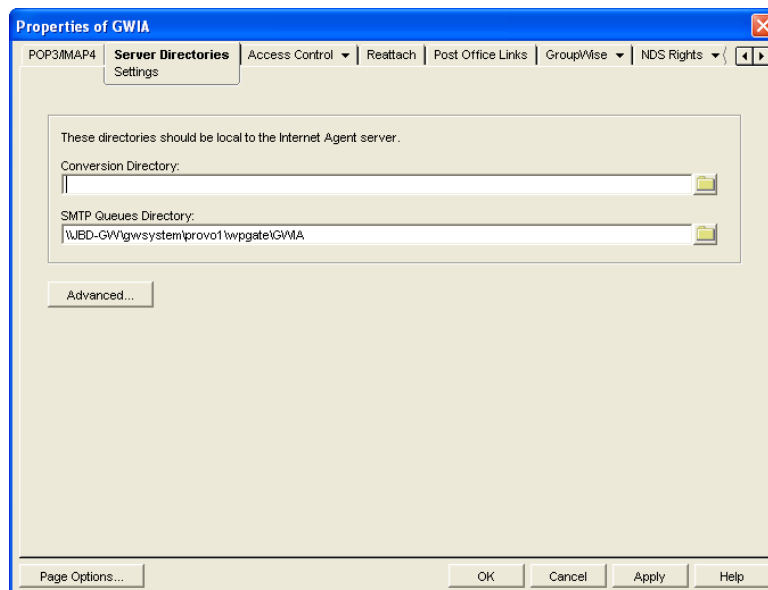 Properties of GWIA
POP3/IMAP4 Server Directories Access Control Reattach Post Office Links GroupWise NDS Rights
Settings
These directories should be local to the Internet Agent server.
Conversion Directory:
SMTP Queues Directory:
\\JBD-GW\gwsystem\provo1\wpgate\GWIA
Advanced...
Page Options... OK Cancel Apply Help